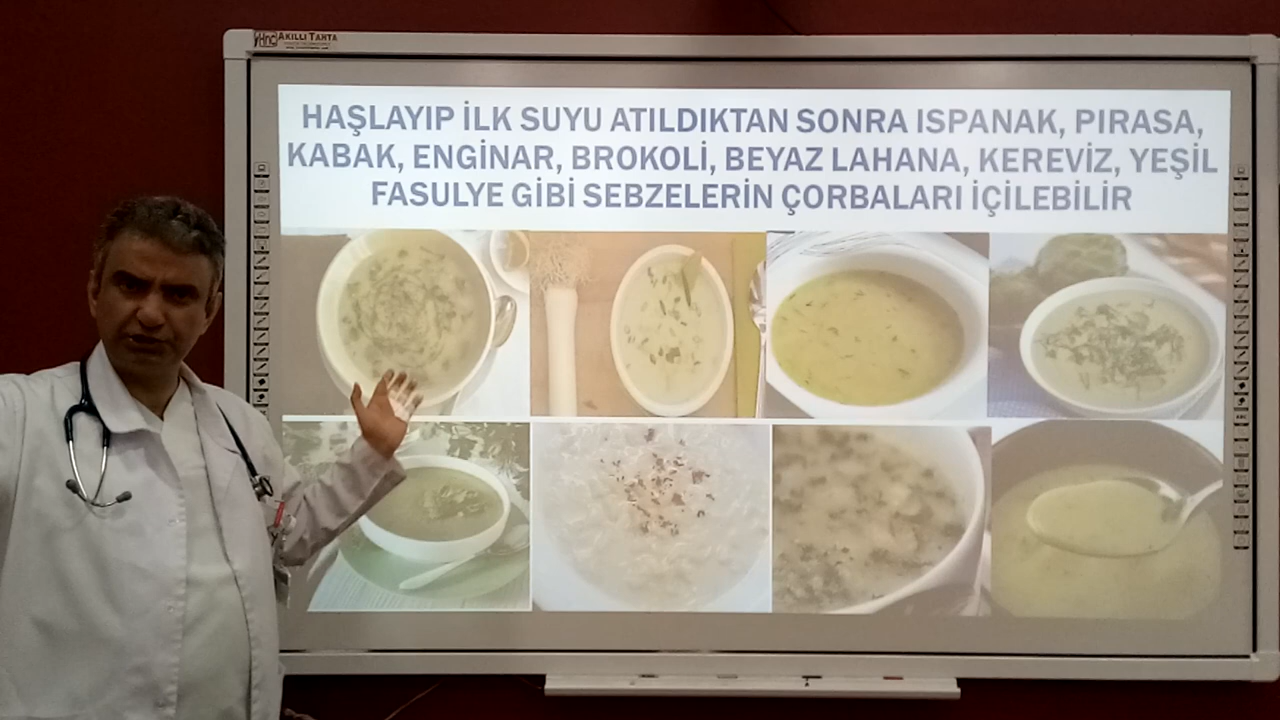 AKILLI TAHTA
HAŞLAYIP İLK SUYU ATILDIKTAN SONRA ISPANAK, PIRASA,
KABAK, ENGİNAR, BROKOLİ, BEYAZ LAHANA, KEREVİZ, YEŞİL
FASULYE GİBİ SEBZELERİN ÇORBALARI İÇİLEBİLİR